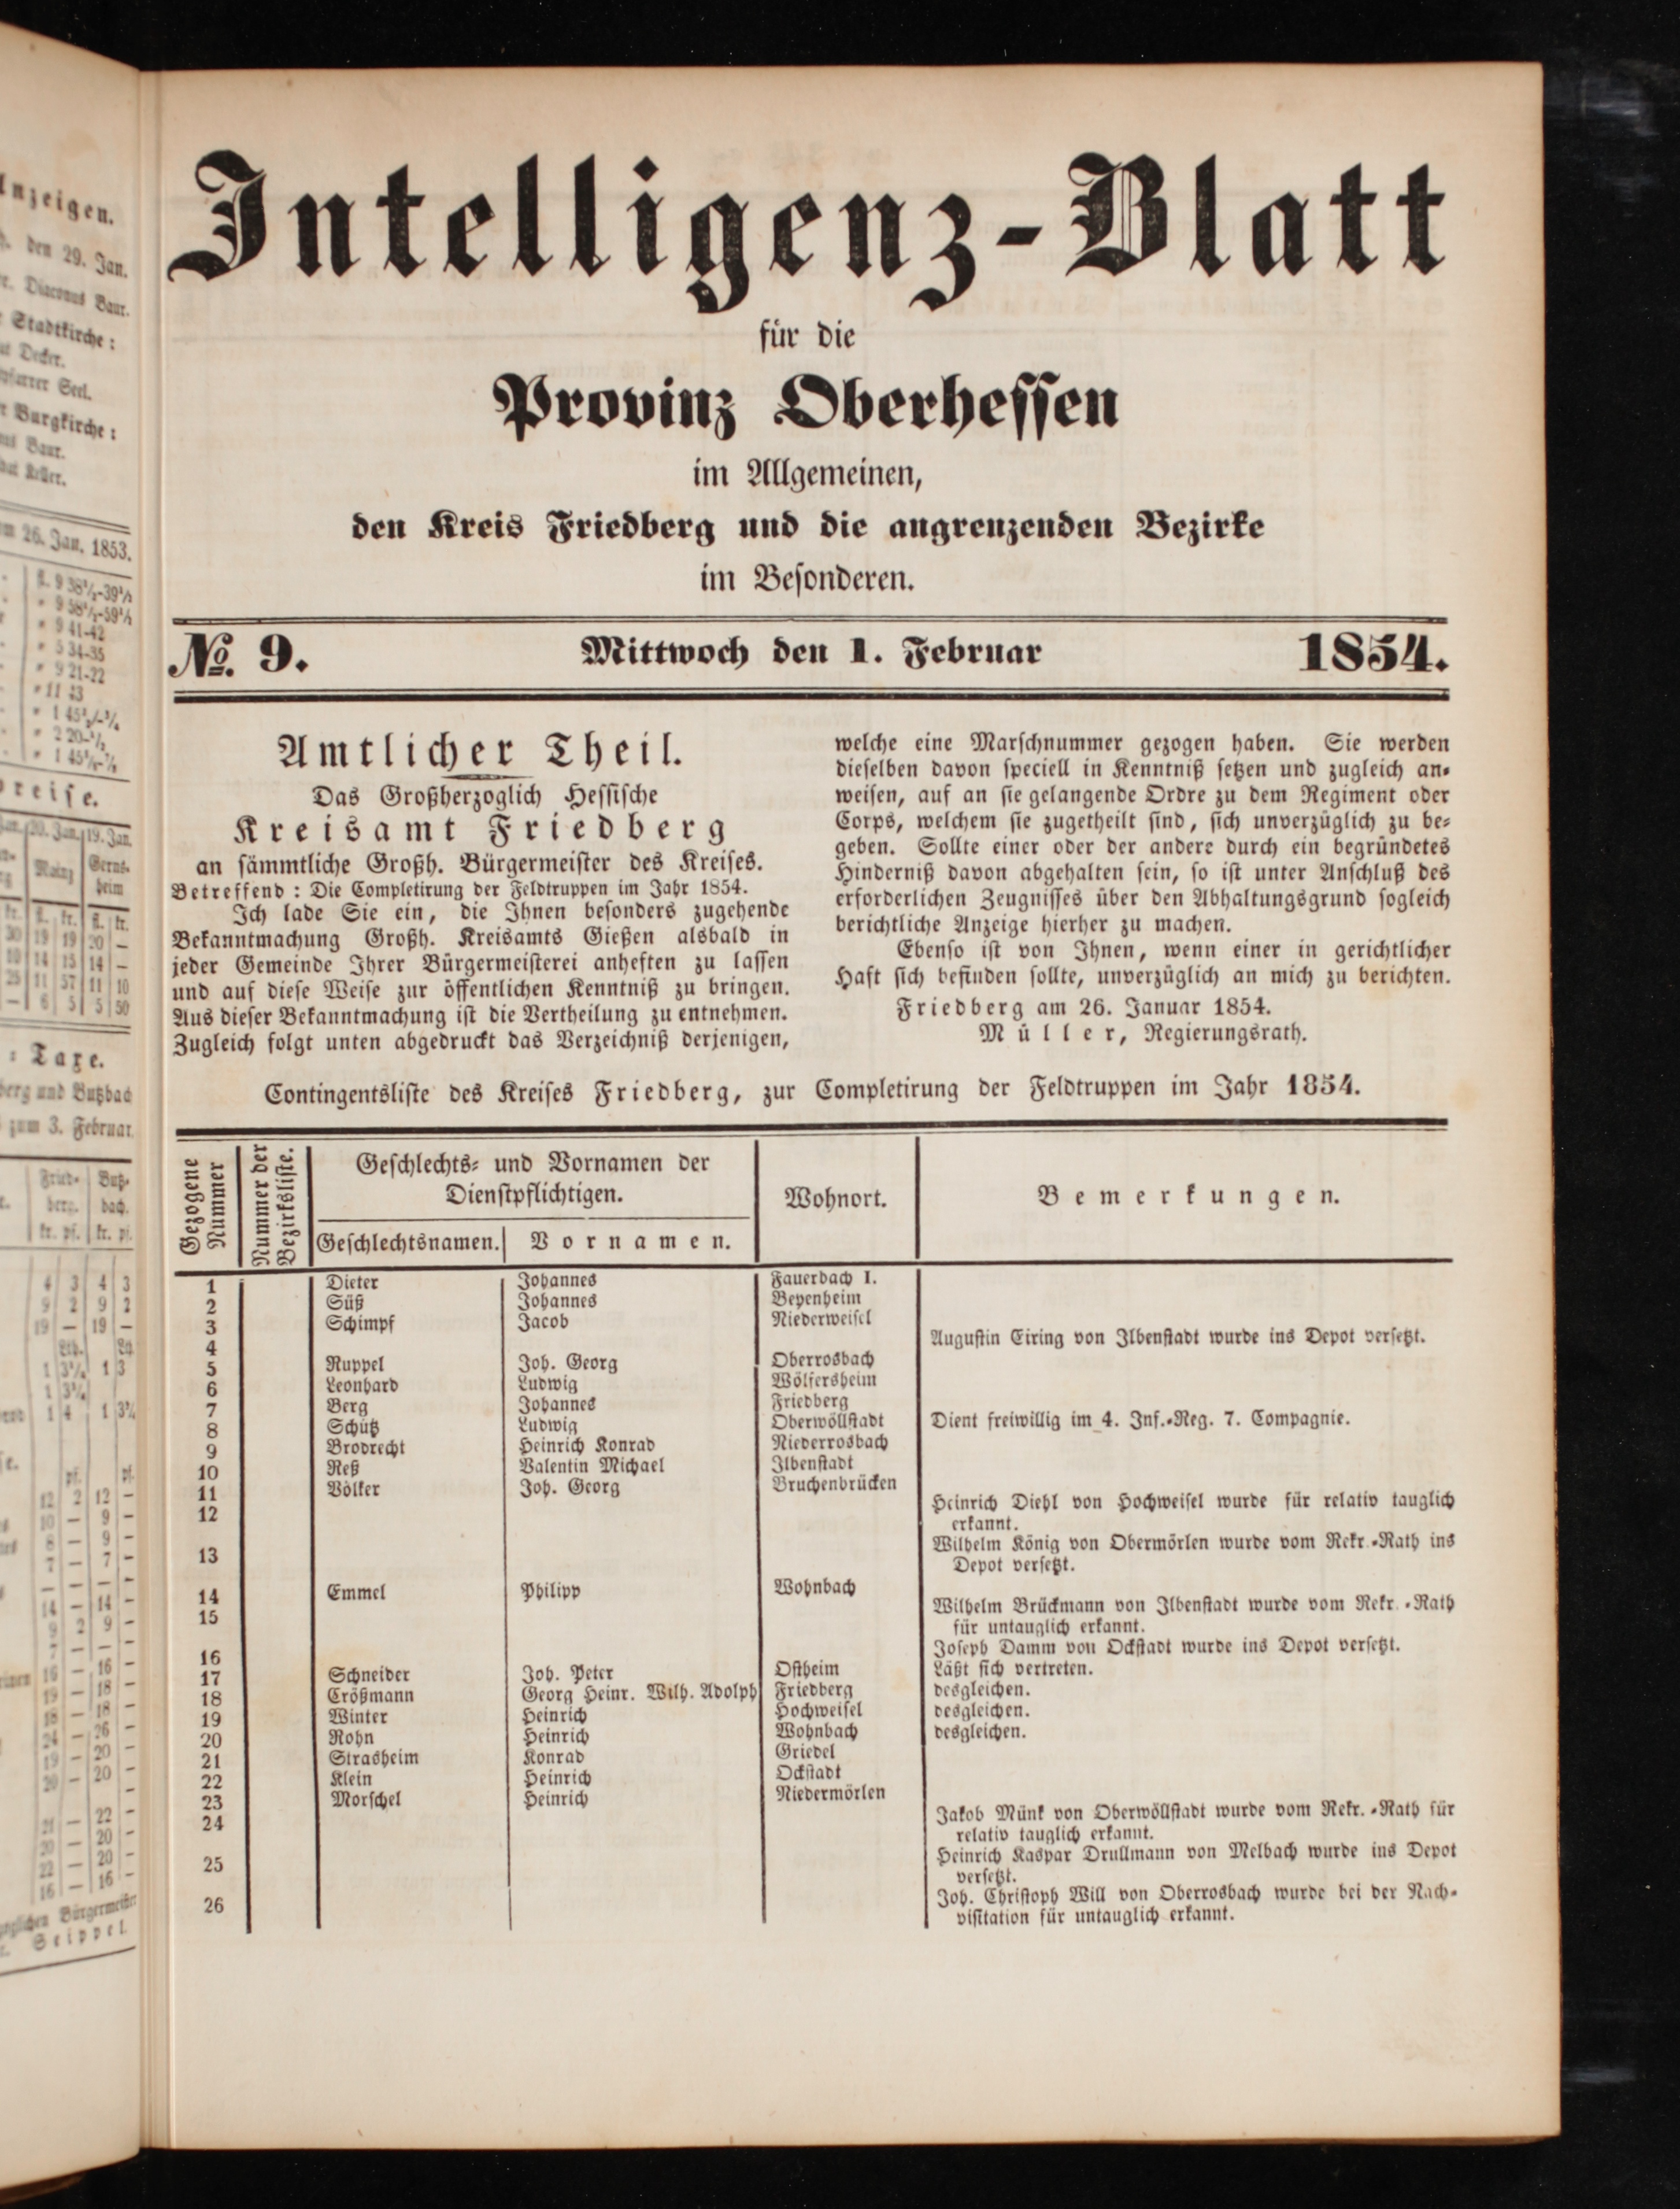 Intelligenz-Blatt
für die
Provinz Oberhessen
im Allgemeinen,
den Kreis Friedberg und die angrenzenden Bezirke
im Besonderen.
№. 9. Mittwoch den 1. Februar 1854.
Amtlicher Theil.
Das Großherzoglich Hessische
Kreisamt Friedberg
an sämmtliche Großh. Bürgermeister des Kreises.
Betreffend: Die Completirung der Feldtruppen im Jahr 1854.
Ich lade Sie ein, die Ihnen besonders zugehende
Bekanntmachung Großh. Kreisamts Gießen alsbald in
jeder Gemeinde Ihrer Bürgermeisterei anheften zu lassen
und auf diese Weise zur öffentlichen Kenntniß zu bringen.
Aus dieser Bekanntmachung ist die Vertheilung zu entnehmen.
Zugleich folgt unten abgedruckt das Verzeichniß derjenigen,
welche eine Marschnummer gezogen haben. Sie werden
dieselben davon speciell in Kenntniß setzen und zugleich an-
weisen, auf an sie gelangende Ordre zu dem Regiment oder
Corps, welchem sie zugetheilt sind, sich unverzüglich zu be-
geben. Sollte einer oder der andere durch ein begründetes
Hinderniß davon abgehalten sein, so ist unter Anschluß des
erforderlichen Zeugnisses über den Abhaltungsgrund sogleich
berichtliche Anzeige hierher zu machen.
Ebenso ist von Ihnen, wenn einer in gerichtlicher
Haft sich befinden sollte, unverzüglich an mich zu berichten.
Friedberg am 26. Januar 1854.
Müller, Regierungsrath.
Contingentsliste des Kreises Friedberg, zur Completirung der Feldtruppen im Jahr 1854.
Gezogene Nummer
Nummer der Bezirksliste.
Geschlechts- und Vornamen der
Dienstpflichtigen.
Geschlechtsnamen. Vornamen.
Wohnort.
Bemerkungen.
1 Dieter Johannes Fauerbach I.
2 Süß Johannes Beyenheim
3 Schimpf Jacob Niederweisel
4 Augustin Eiring von Ilbenstadt wurde ins Depot versetzt.
5 Ruppel Joh. Georg Oberrosbach
6 Leonhard Ludwig Wölfersheim
7 Berg Johannes Friedberg
8 Schütz Ludwig Oberwöllstadt Dient freiwillig im 4. Inf.-Reg. 7. Compagnie.
9 Brodrecht Heinrich Konrad Niederrosbach
10 Reß Valentin Michael Ilbenstadt
11 Völker Joh. Georg Bruchenbrücken
12 Heinrich Diehl von Hochweisel wurde für relativ tauglich
erkannt.
13 Wilhelm König von Obermörlen wurde vom Rekr.-Rath ins
Depot versetzt.
14 Emmel Philipp Wohnbach
15 Wilhelm Brückmann von Ilbenstadt wurde vom Rekr.-Rath
für untauglich erkannt.
16 Joseph Damm von Ockstadt wurde ins Depot versetzt.
17 Schneider Joh. Peter Ostheim Läßt sich vertreten.
18 Crößmann Georg Heinr. Wilh. Adolph Friedberg desgleichen.
19 Winter Heinrich Hochweisel desgleichen.
20 Rohn Heinrich Wohnbach desgleichen.
21 Strasheim Konrad Griedel
22 Klein Heinrich Ockstadt
23 Morschel Heinrich Niedermörlen
24 Jakob Münk von Oberwöllstadt wurde vom Rekr.-Rath für
relativ tauglich erkannt.
25 Heinrich Kaspar Drullmann von Melbach wurde ins Depot
versetzt.
26 Joh. Christoph Will von Oberrosbach wurde bei der Nach-
visitation für untauglich erkannt.